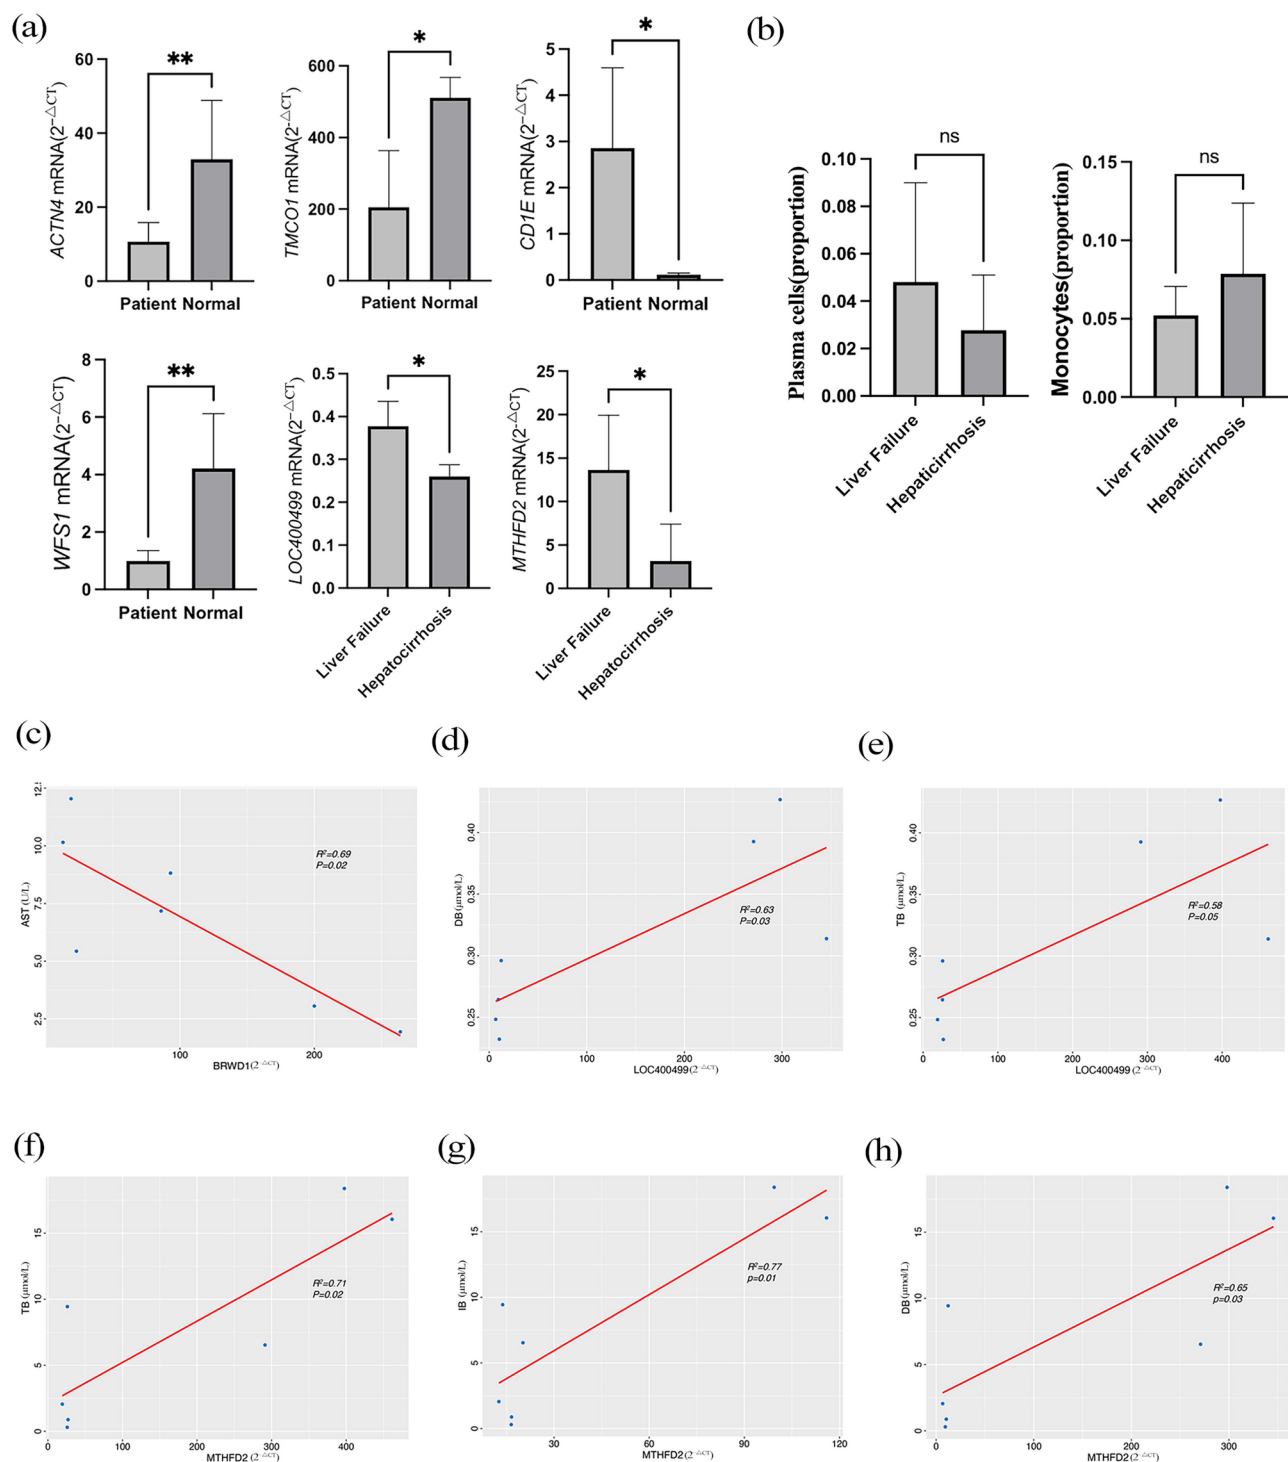 (a)
ACTN4 mRNA(2⁻△CT)
60
40
20
0
**
Patient Normal
TMCO1 mRNA(2-△CT)
600
400
200
0
*
Patient Normal
CD1E mRNA(2⁻△CT)
5
4
3
2
1
0
*
Patient Normal
WFS1 mRNA(2⁻△CT)
8
6
4
2
0
**
Patient Normal
LOC400499 mRNA(2⁻△CT)
0.5
0.4
0.3
0.2
0.1
0.0
*
Liver Failure
Hepatocirrhosis
MTHFD2 mRNA(2-△CT)
25
20
15
10
5
0
*
Liver Failure
Hepatocirrhosis
(b)
Plasma cells(proportion)
0.10
0.08
0.06
0.04
0.02
0.00
ns
Liver Failure
Hepaticirrhosis
Monocytes(proportion)
0.15
0.10
0.05
0.00
ns
Liver Failure
Hepaticirrhosis
(c)
AST (U/L)
10.0
7.5
5.0
2.5
R²=0.69
P=0.02
100
200
BRWD1(2⁻△CT)
(d)
DB(μmol/L)
0.40
0.35
0.30
0.25
R²=0.63
P=0.03
0
100
200
300
LOC400499(2⁻△CT)
(e)
TB (μmol/L)
0.40
0.35
0.30
0.25
R²=0.58
P=0.05
0
100
200
300
400
LOC400499 (2⁻△CT)
(f)
TB (μmol/L)
15
10
5
0
R²=0.71
P=0.02
0
100
200
300
400
MTHFD2 (2⁻△CT)
(g)
IB (μmol/L)
15
10
5
0
R²=0.77
p=0.01
30
60
90
120
MTHFD2(2⁻△CT)
(h)
DB(μmol/L)
15
10
5
0
R²=0.65
p=0.03
0
100
200
300
MTHFD2 (2⁻△CT)